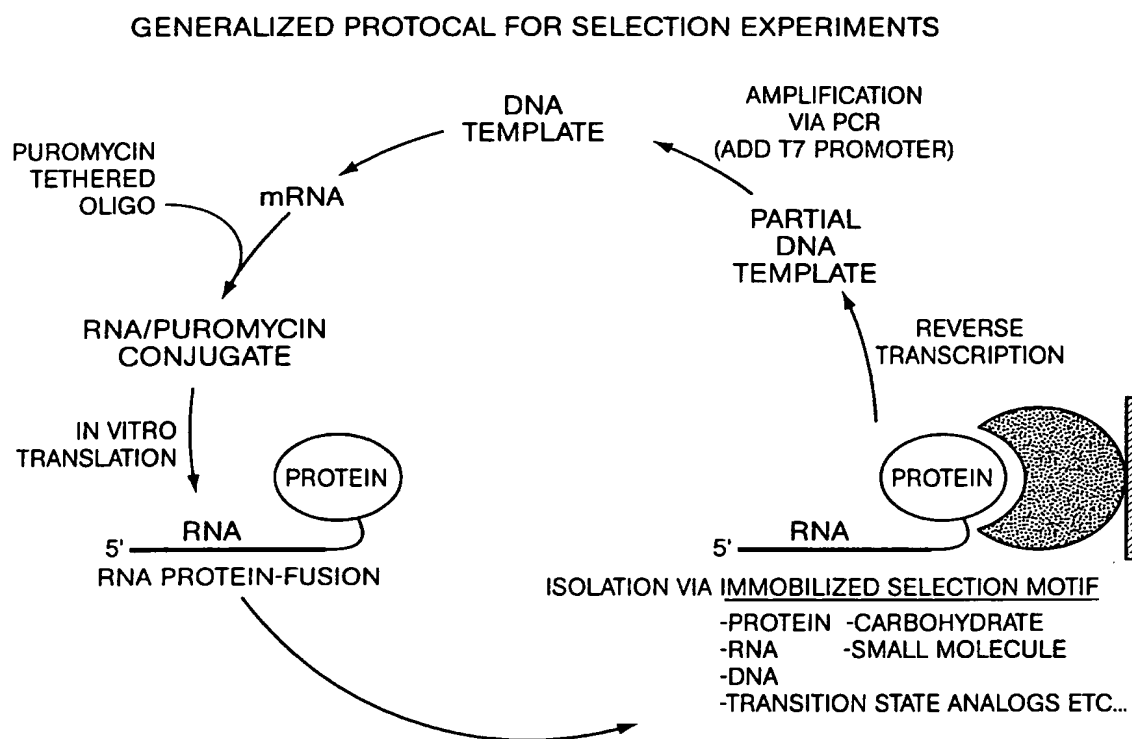 GENERALIZED PROTOCAL FOR SELECTION EXPERIMENTS
DNA
TEMPLATE
AMPLIFICATION
VIA PCR
(ADD T7 PROMOTER)
PUROMYCIN
TETHERED
OLIGO
mRNA
PARTIAL
DNA
TEMPLATE
RNA/PUROMYCIN
CONJUGATE
REVERSE
TRANSCRIPTION
IN VITRO
TRANSLATION
PROTEIN
RNA
5'
RNA PROTEIN-FUSION
PROTEIN
RNA
5'
ISOLATION VIA IMMOBILIZED SELECTION MOTIF
-PROTEIN -CARBOHYDRATE
-RNA -SMALL MOLECULE
-DNA
-TRANSITION STATE ANALOGS ETC...